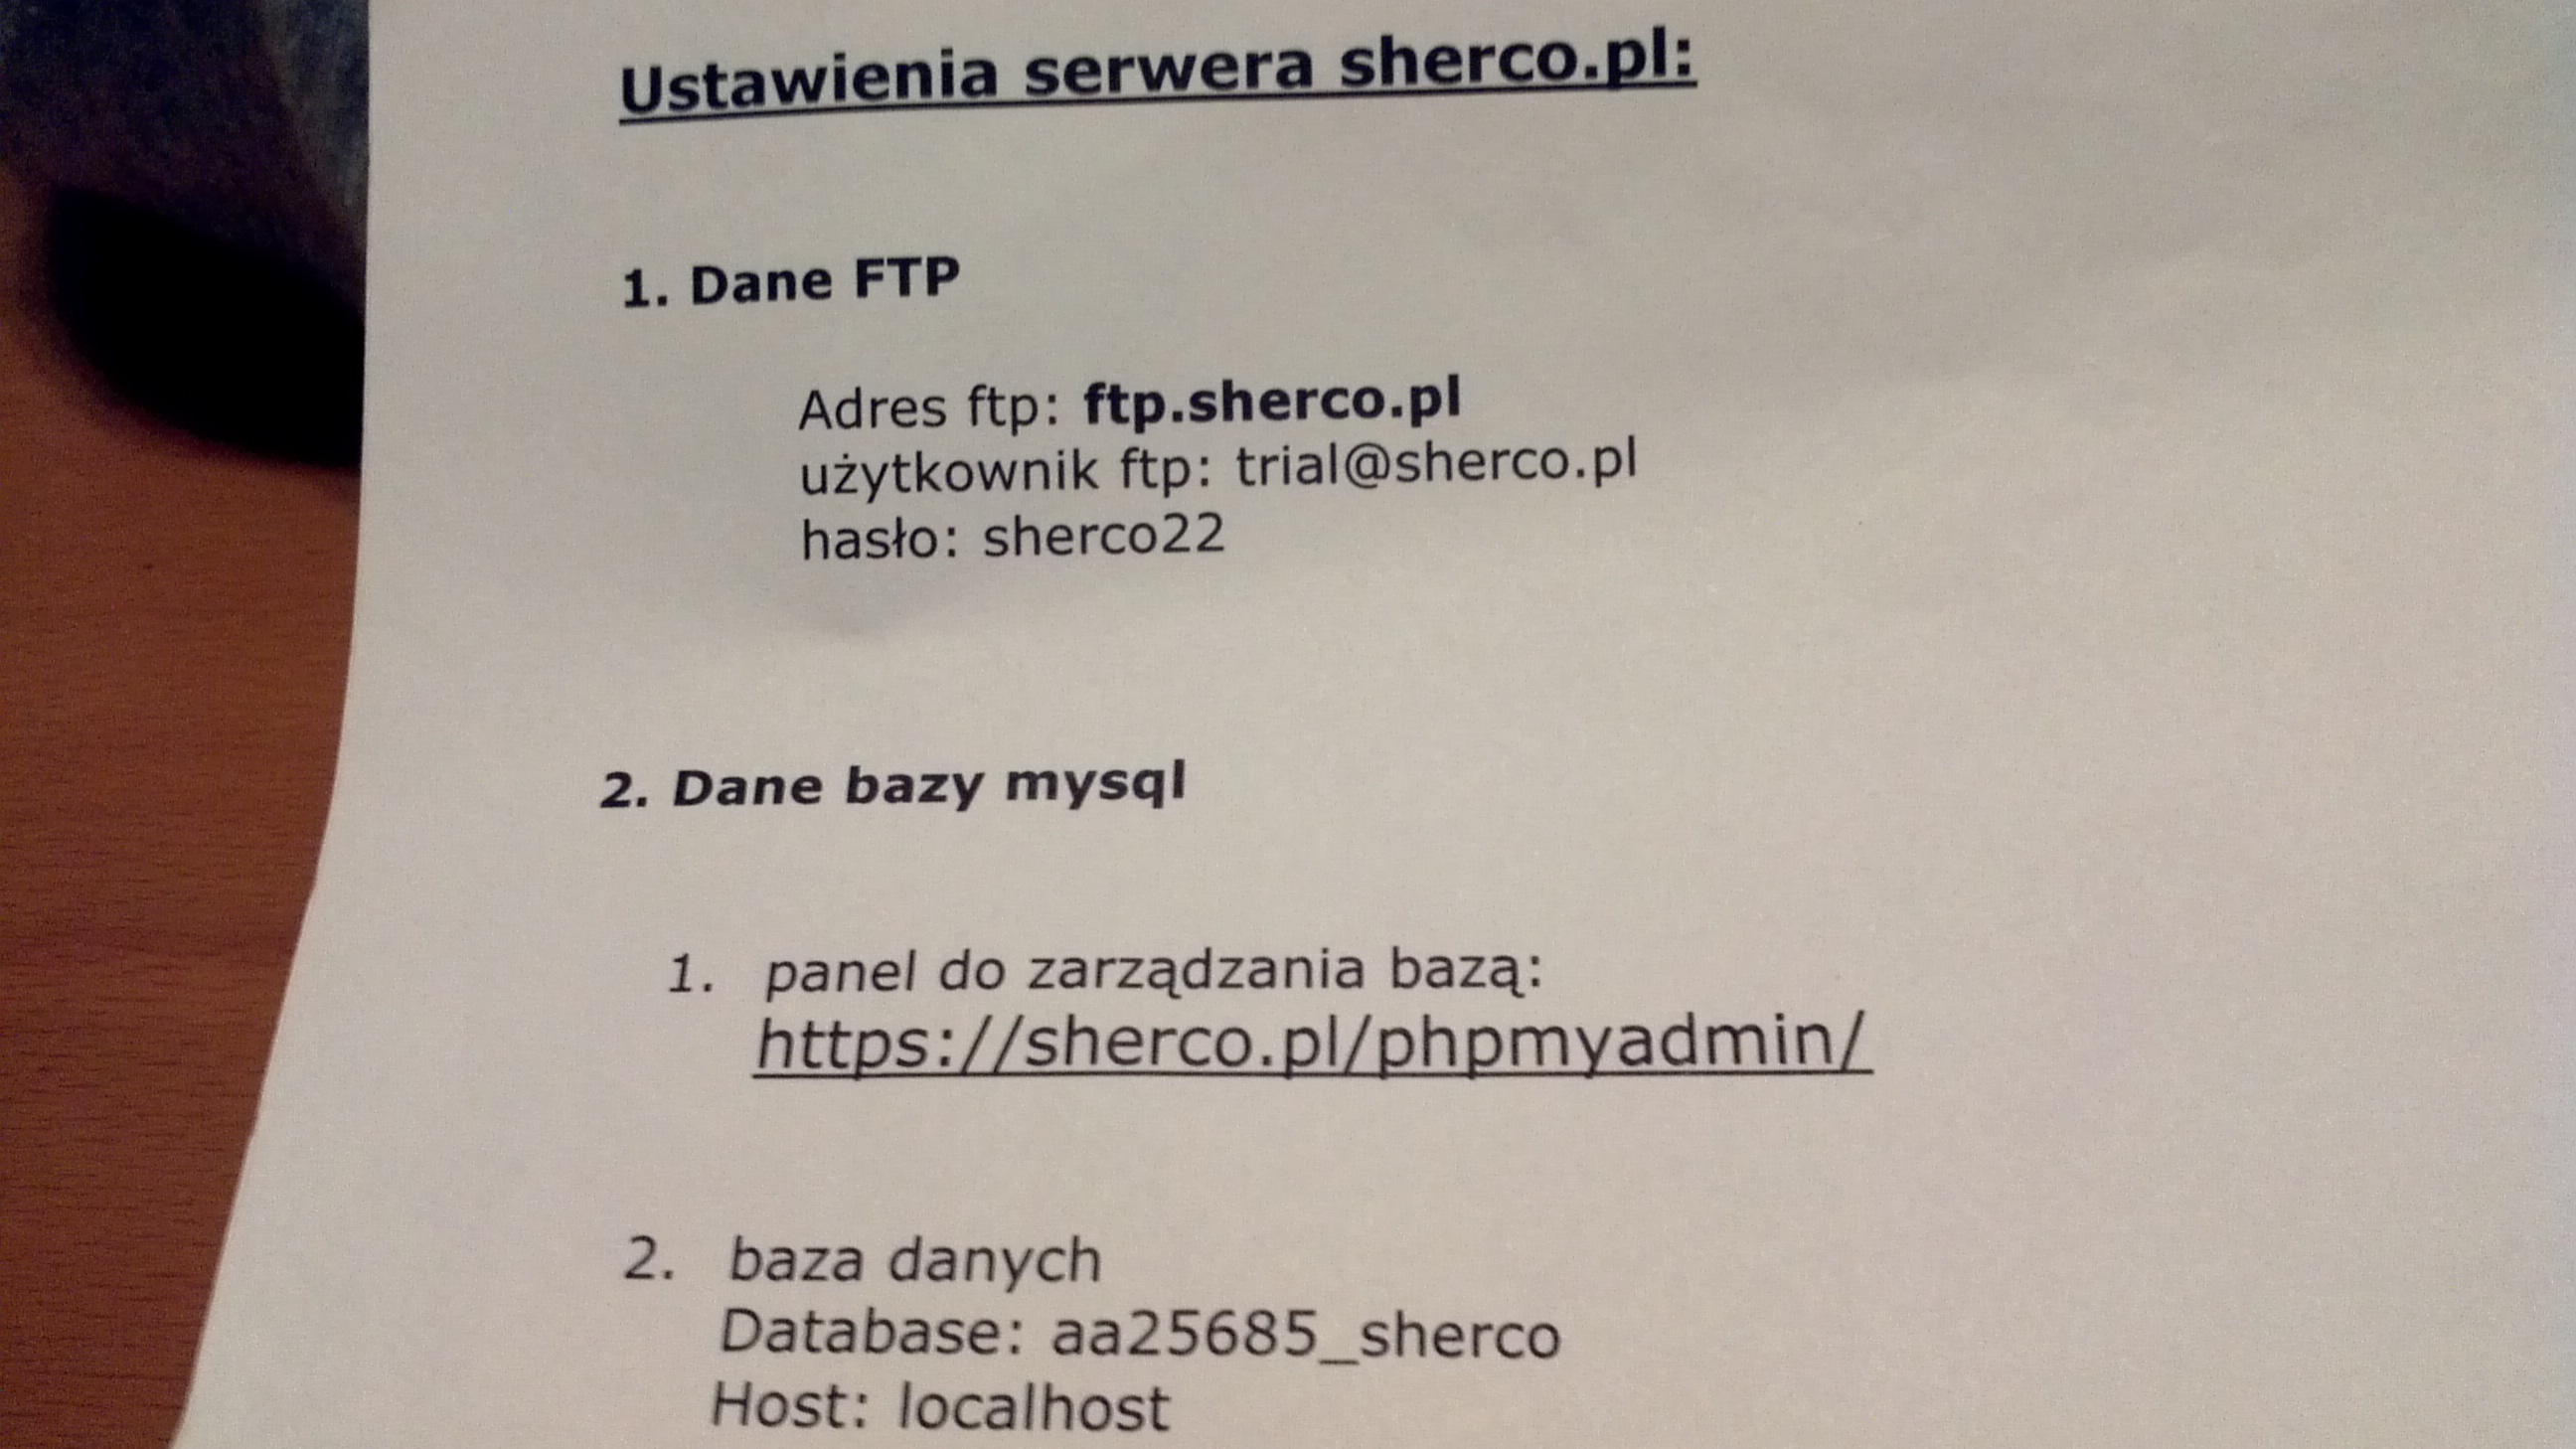 Ustawienia serwera sherco.pl:
1. Dane FTP
Adres ftp: ftp.sherco.pl
użytkownik ftp: trial@sherco.pl
hasło: sherco22
2. Dane bazy mysql
1. panel do zarządzania bazą:
https://sherco.pl/phpmyadmin/
2. baza danych
Database: aa25685_sherco
Host: localhost